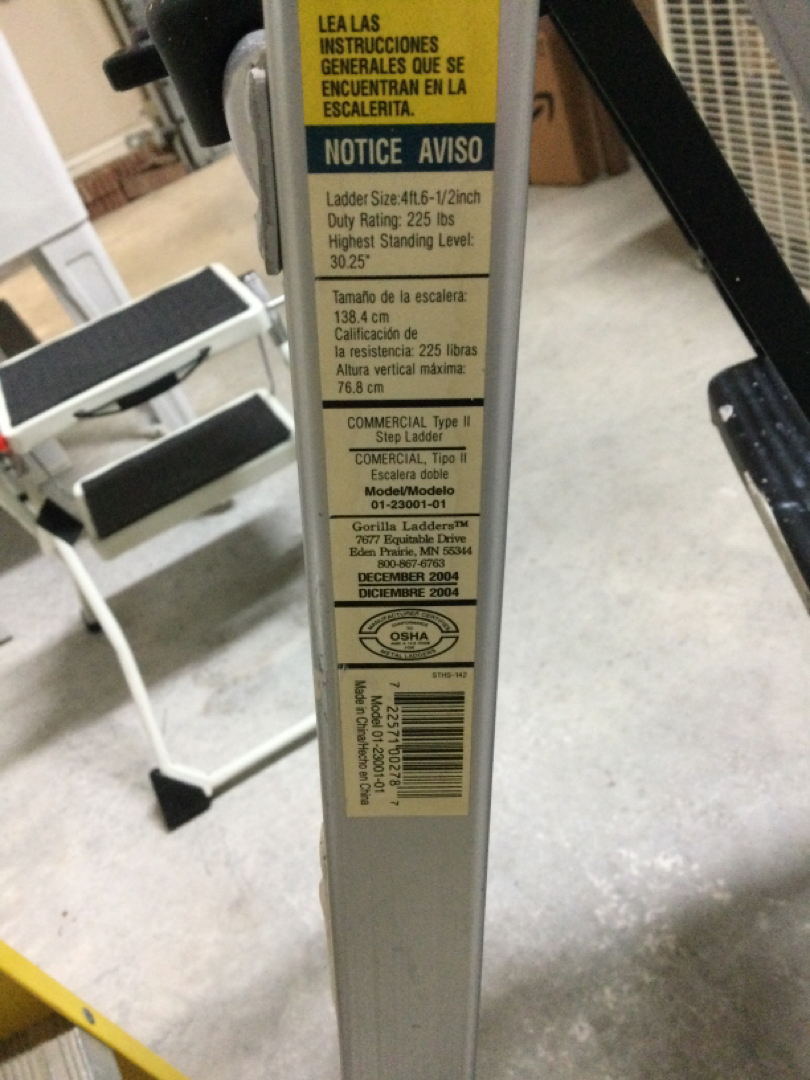 LEA LAS
INSTRUCCIONES
GENERALES QUE SE
ENCUENTRAN EN LA
ESCALERITA.
NOTICE AVISO
Ladder Size:4ft.6-1/2inch
Duty Rating: 225 lbs
Highest Standing Level:
30.25"
Tamaño de la escalera:
138.4 cm
Calificación de
la resistencia: 225 libras
Altura vertical máxima:
76.8 cm
COMMERCIAL Type II
Step Ladder
COMERCIAL, Tipo II
Escalera doble
Model/Modelo
01-23001-01
Gorilla Ladders™
7677 Equitable Drive
Eden Prairie, MN 55344
800-867-6763
DECEMBER 2004
DICIEMBRE 2004
MANUFACTURER CERTIFIES
CONFORMANCE
TO
OSHA
FOR
METAL LADDERS
STHS-142
7 22571 00278 7
Model 01-23001-01
Made in China/Hecho en China